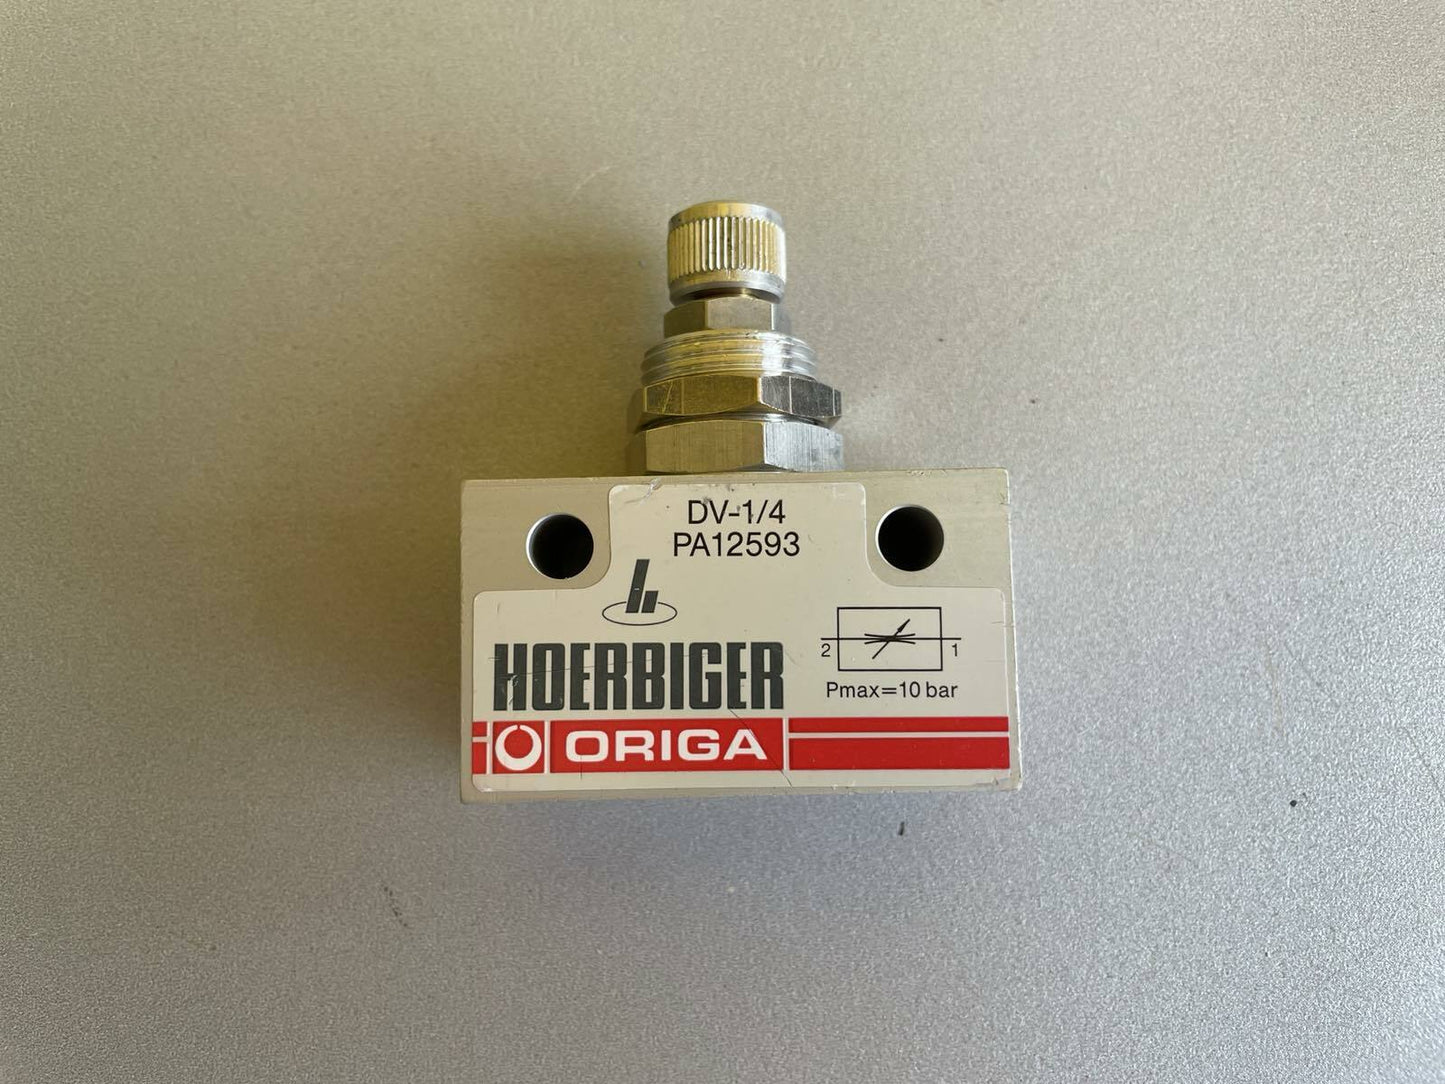 DV-1/4
PA12593
HOERBIGER
ORIGA
2 1
Pmax=10 bar